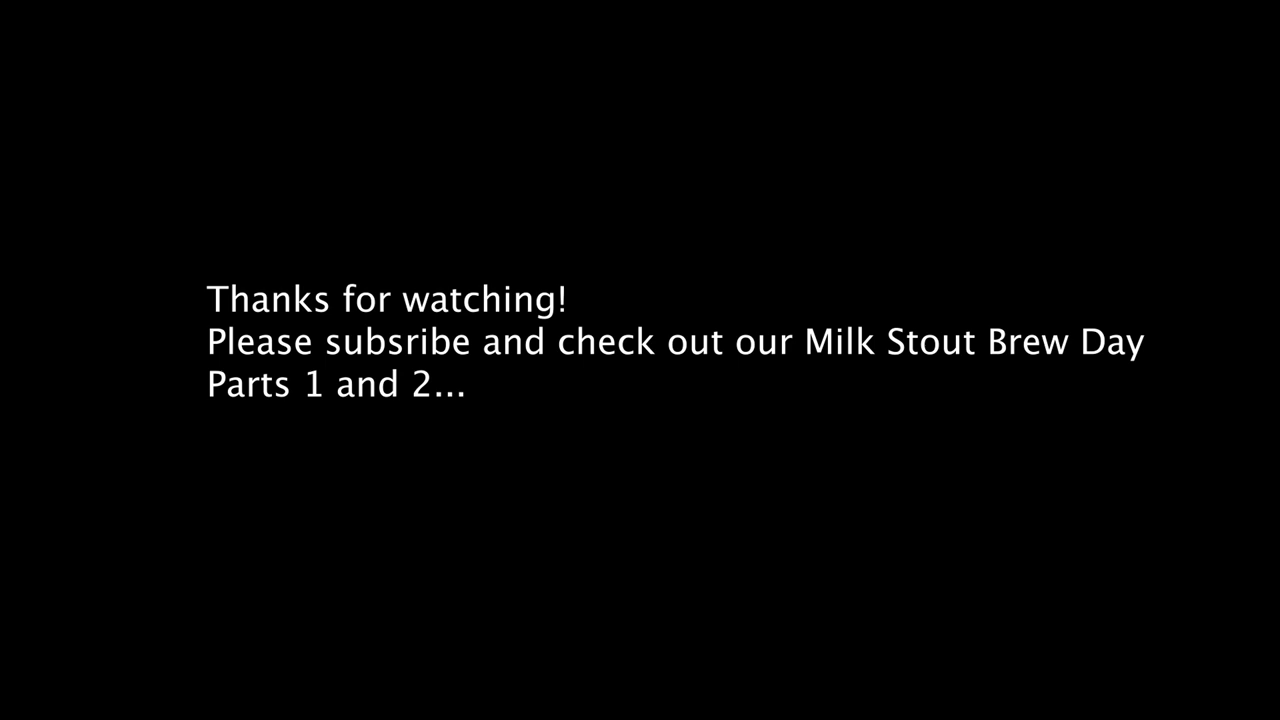 Thanks for watching!
Please subsribe and check out our Milk Stout Brew Day
Parts 1 and 2...